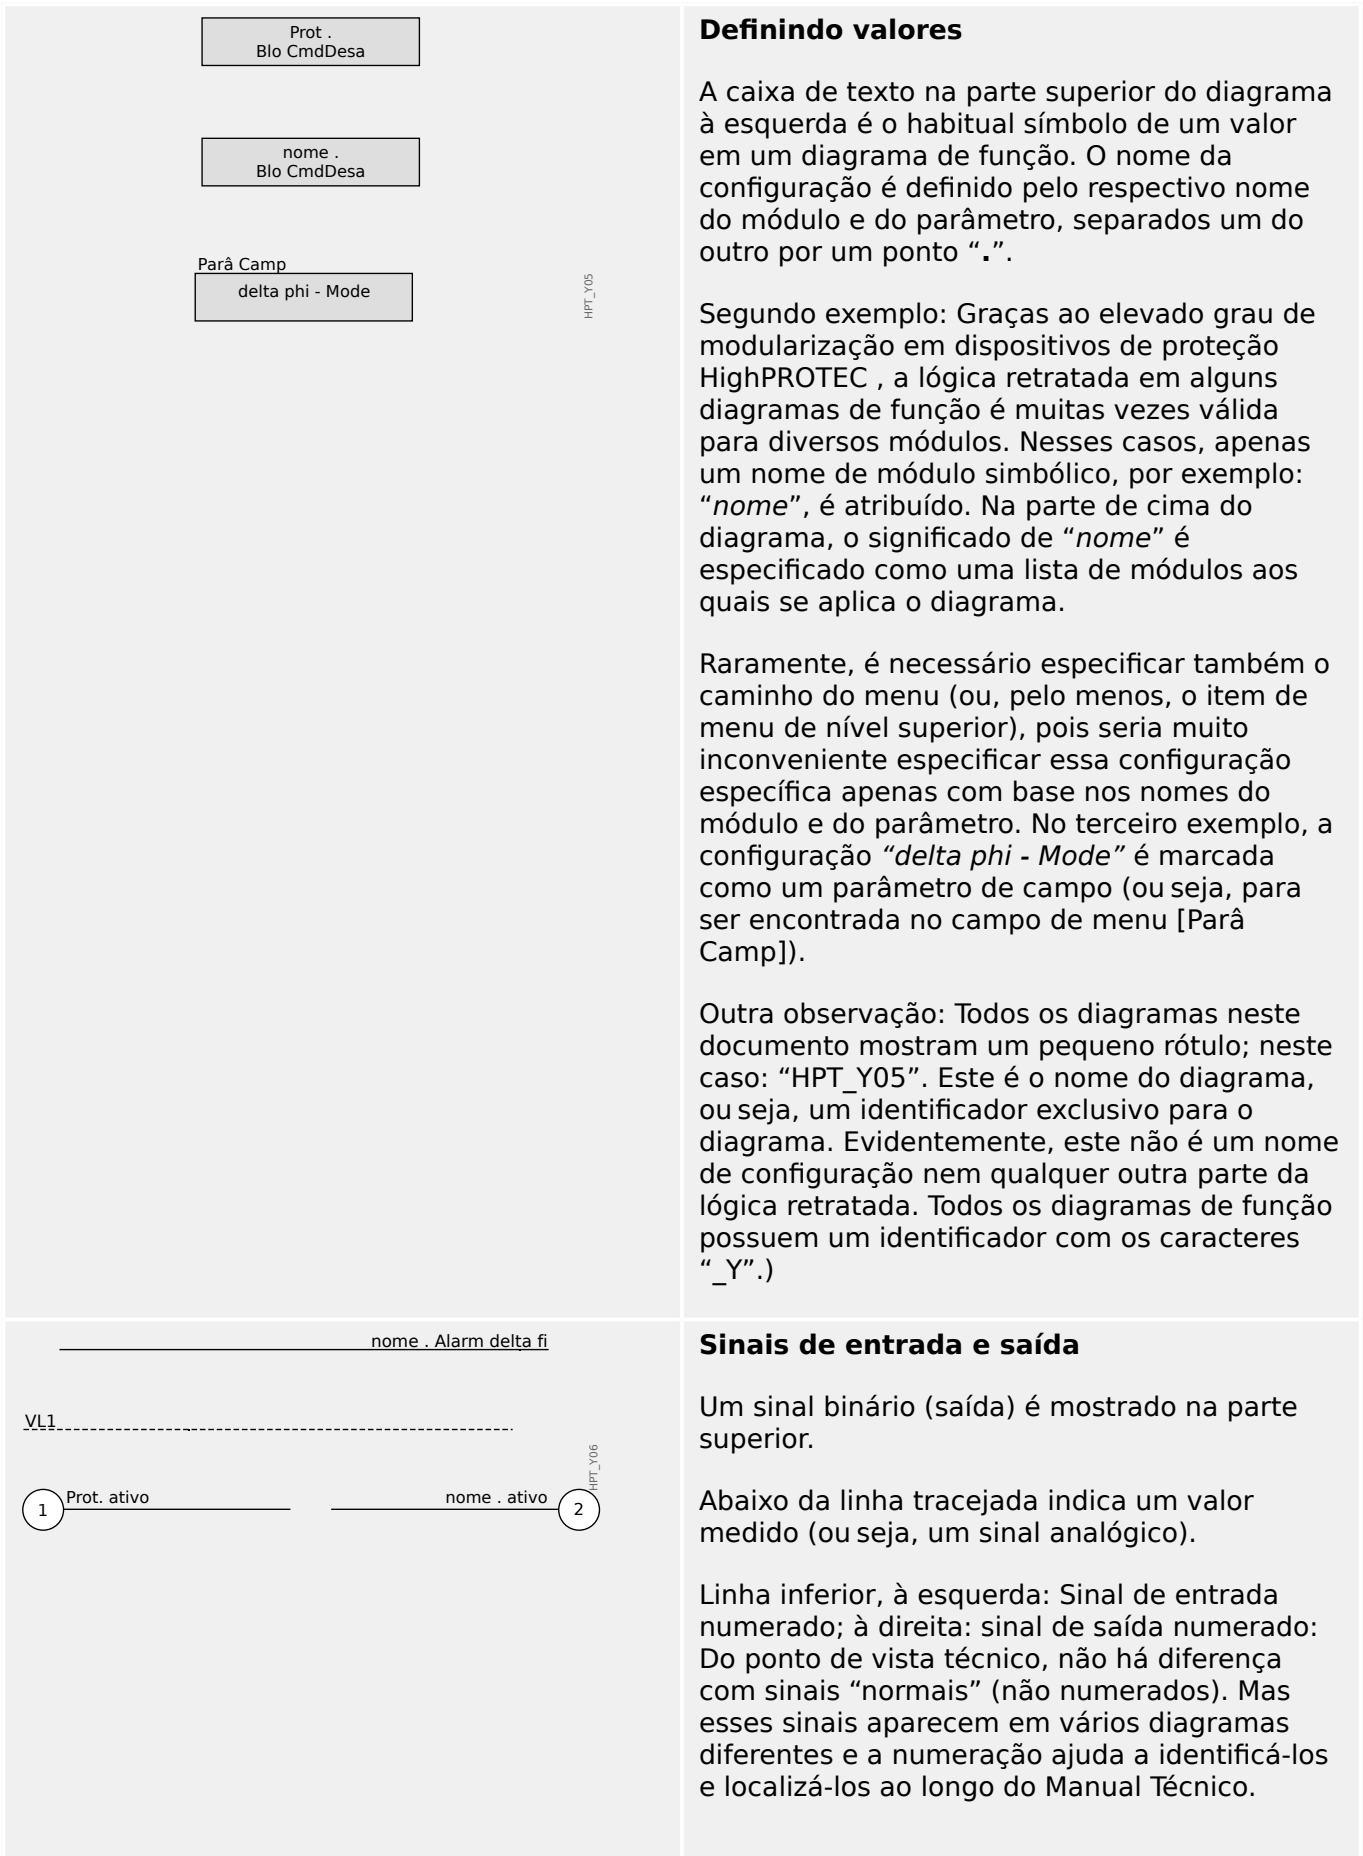 Prot .
Blo CmdDesa
nome .
Blo CmdDesa
Parâ Camp
delta phi - Mode
HPT_Y05
Definindo valores
A caixa de texto na parte superior do diagrama
à esquerda é o habitual símbolo de um valor
em um diagrama de função. O nome da
configuração é definido pelo respectivo nome
do módulo e do parâmetro, separados um do
outro por um ponto “.”.
Segundo exemplo: Graças ao elevado grau de
modularização em dispositivos de proteção
HighPROTEC , a lógica retratada em alguns
diagramas de função é muitas vezes válida
para diversos módulos. Nesses casos, apenas
um nome de módulo simbólico, por exemplo:
“nome”, é atribuído. Na parte de cima do
diagrama, o significado de “nome” é
especificado como uma lista de módulos aos
quais se aplica o diagrama.
Raramente, é necessário especificar também o
caminho do menu (ou, pelo menos, o item de
menu de nível superior), pois seria muito
inconveniente especificar essa configuração
específica apenas com base nos nomes do
módulo e do parâmetro. No terceiro exemplo, a
configuração “delta phi - Mode” é marcada
como um parâmetro de campo (ou seja, para
ser encontrada no campo de menu [Parâ
Camp]).
Outra observação: Todos os diagramas neste
documento mostram um pequeno rótulo; neste
caso: “HPT_Y05”. Este é o nome do diagrama,
ou seja, um identificador exclusivo para o
diagrama. Evidentemente, este não é um nome
de configuração nem qualquer outra parte da
lógica retratada. Todos os diagramas de função
possuem um identificador com os caracteres
“_Y”.)
nome . Alarm delta fi
VL1
HPT_Y06
1 Prot. ativo nome . ativo 2
Sinais de entrada e saída
Um sinal binário (saída) é mostrado na parte
superior.
Abaixo da linha tracejada indica um valor
medido (ou seja, um sinal analógico).
Linha inferior, à esquerda: Sinal de entrada
numerado; à direita: sinal de saída numerado:
Do ponto de vista técnico, não há diferença
com sinais “normais” (não numerados). Mas
esses sinais aparecem em vários diagramas
diferentes e a numeração ajuda a identificá-los
e localizá-los ao longo do Manual Técnico.